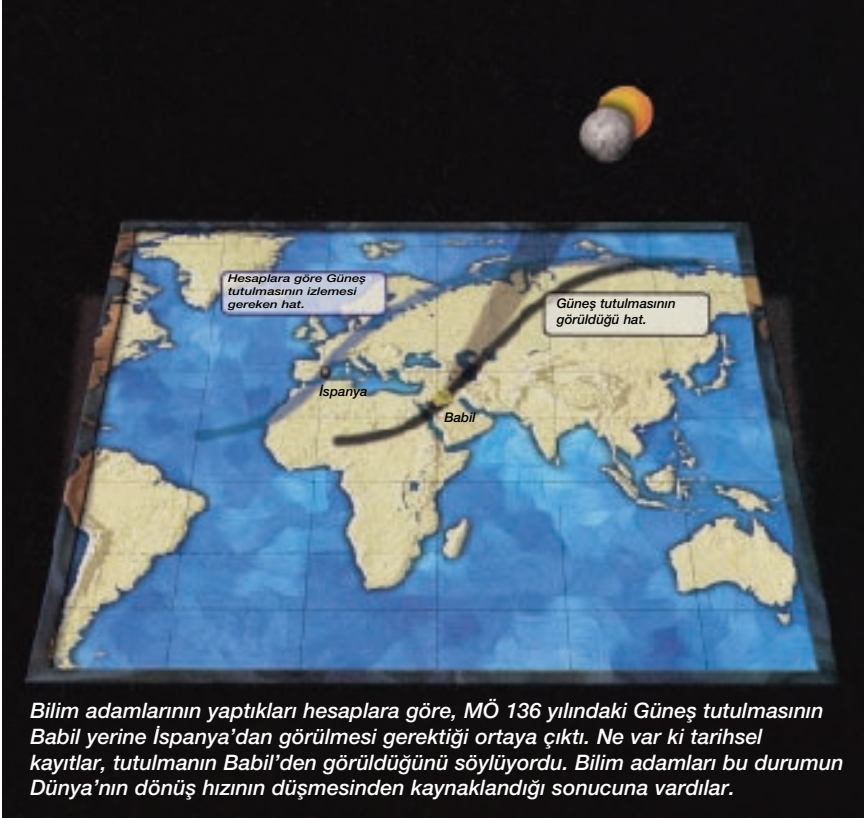 Hesaplara göre Güneş
tutulmasının izlemesi
gereken hat.
Güneş tutulmasının
görüldüğü hat.
İspanya
Babil
Bilim adamlarının yaptıkları hesaplara göre, MÖ 136 yılındaki Güneş tutulmasının
Babil yerine İspanya’dan görülmesi gerektiği ortaya çıktı. Ne var ki tarihsel
kayıtlar, tutulmanın Babil’den görüldüğünü söylüyordu. Bilim adamları bu durumun
Dünya’nın dönüş hızının düşmesinden kaynaklandığı sonucuna vardılar.